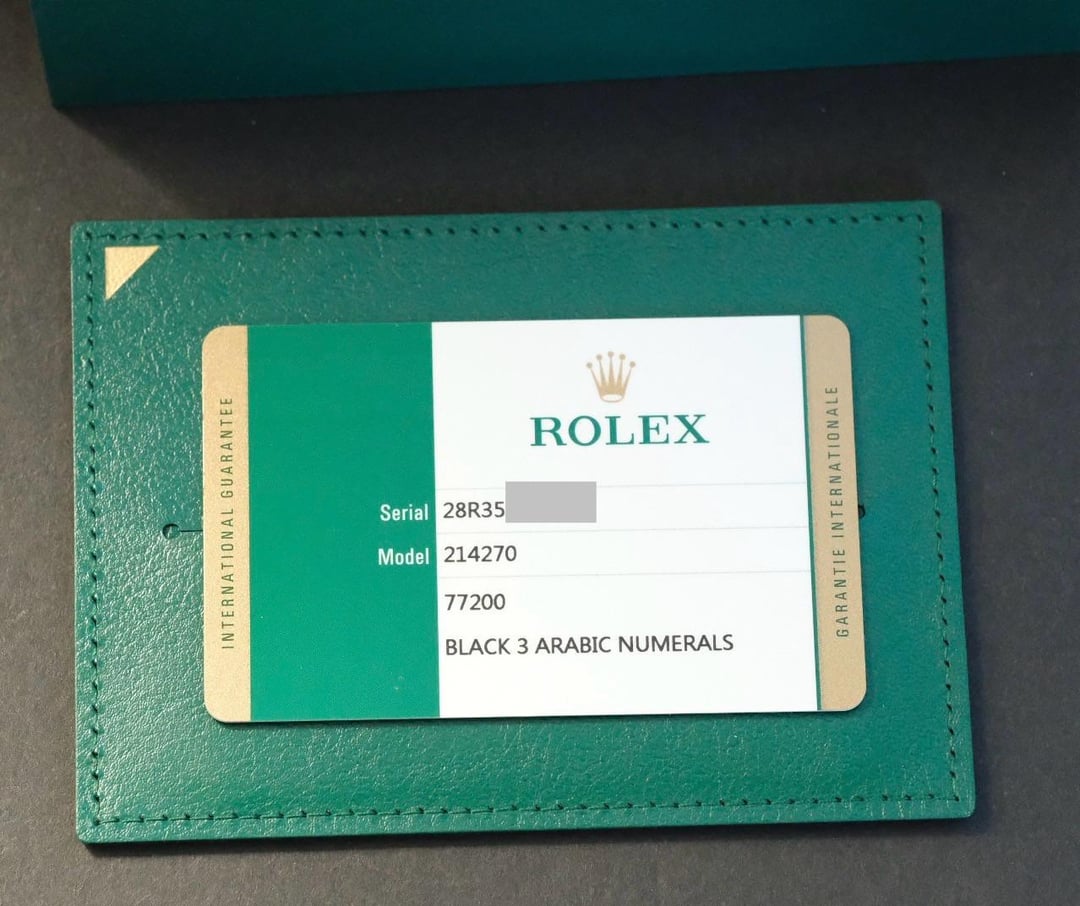 INTERNATIONAL GUARANTEE
ROLEX
Serial 28R35
Model 214270
77200
BLACK 3 ARABIC NUMERALS
GARANTIE INTERNATIONALE